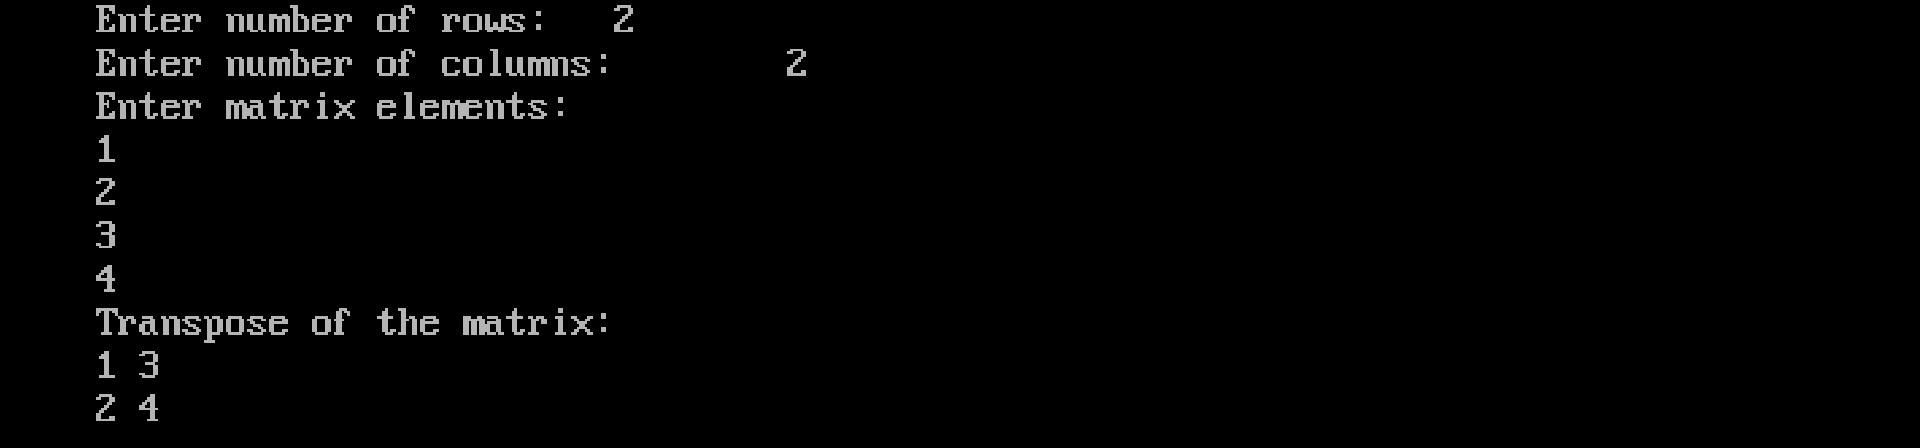 Enter number of rows:   2
Enter number of columns:        2
Enter matrix elements:
1
2
3
4
Transpose of the matrix:
1 3
2 4